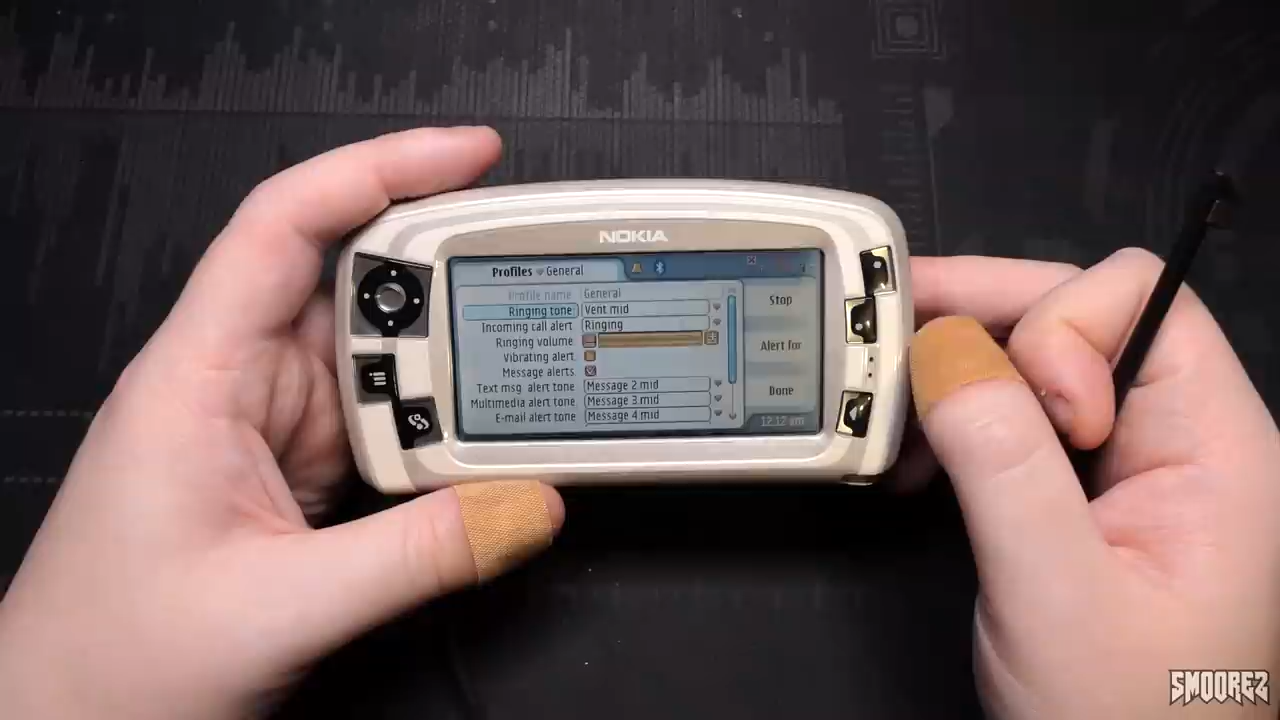 NOKIA
Profiles General
Profile name General
Ringing tone Vent mid
Incoming call alert Ringing
Ringing volume
Vibrating alert
Message alerts
Text msg. alert tone Message 2.mid
Multimedia alert tone Message 3.mid
E-mail alert tone Message 4.mid
Stop
Alert for
Done
12:12 am
SMOOREZ